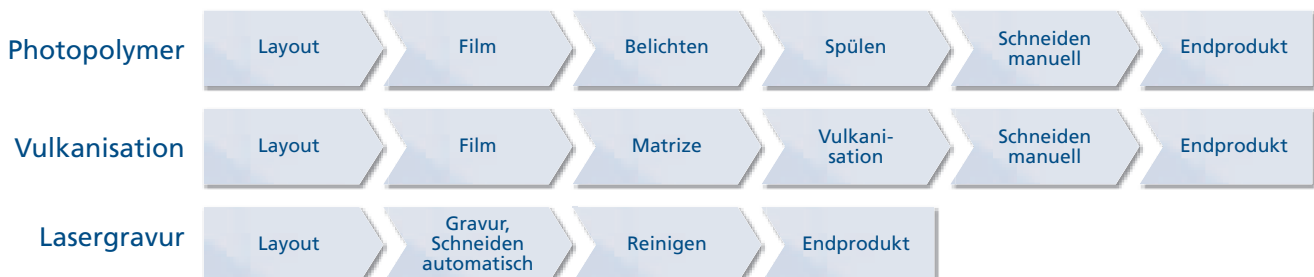 Photopolymer
Layout
Film
Belichten
Spülen
Schneiden
manuell
Endprodukt
Vulkanisation
Layout
Film
Matrize
Vulkani-
sation
Schneiden
manuell
Endprodukt
Lasergravur
Layout
Gravur,
Schneiden
automatisch
Reinigen
Endprodukt